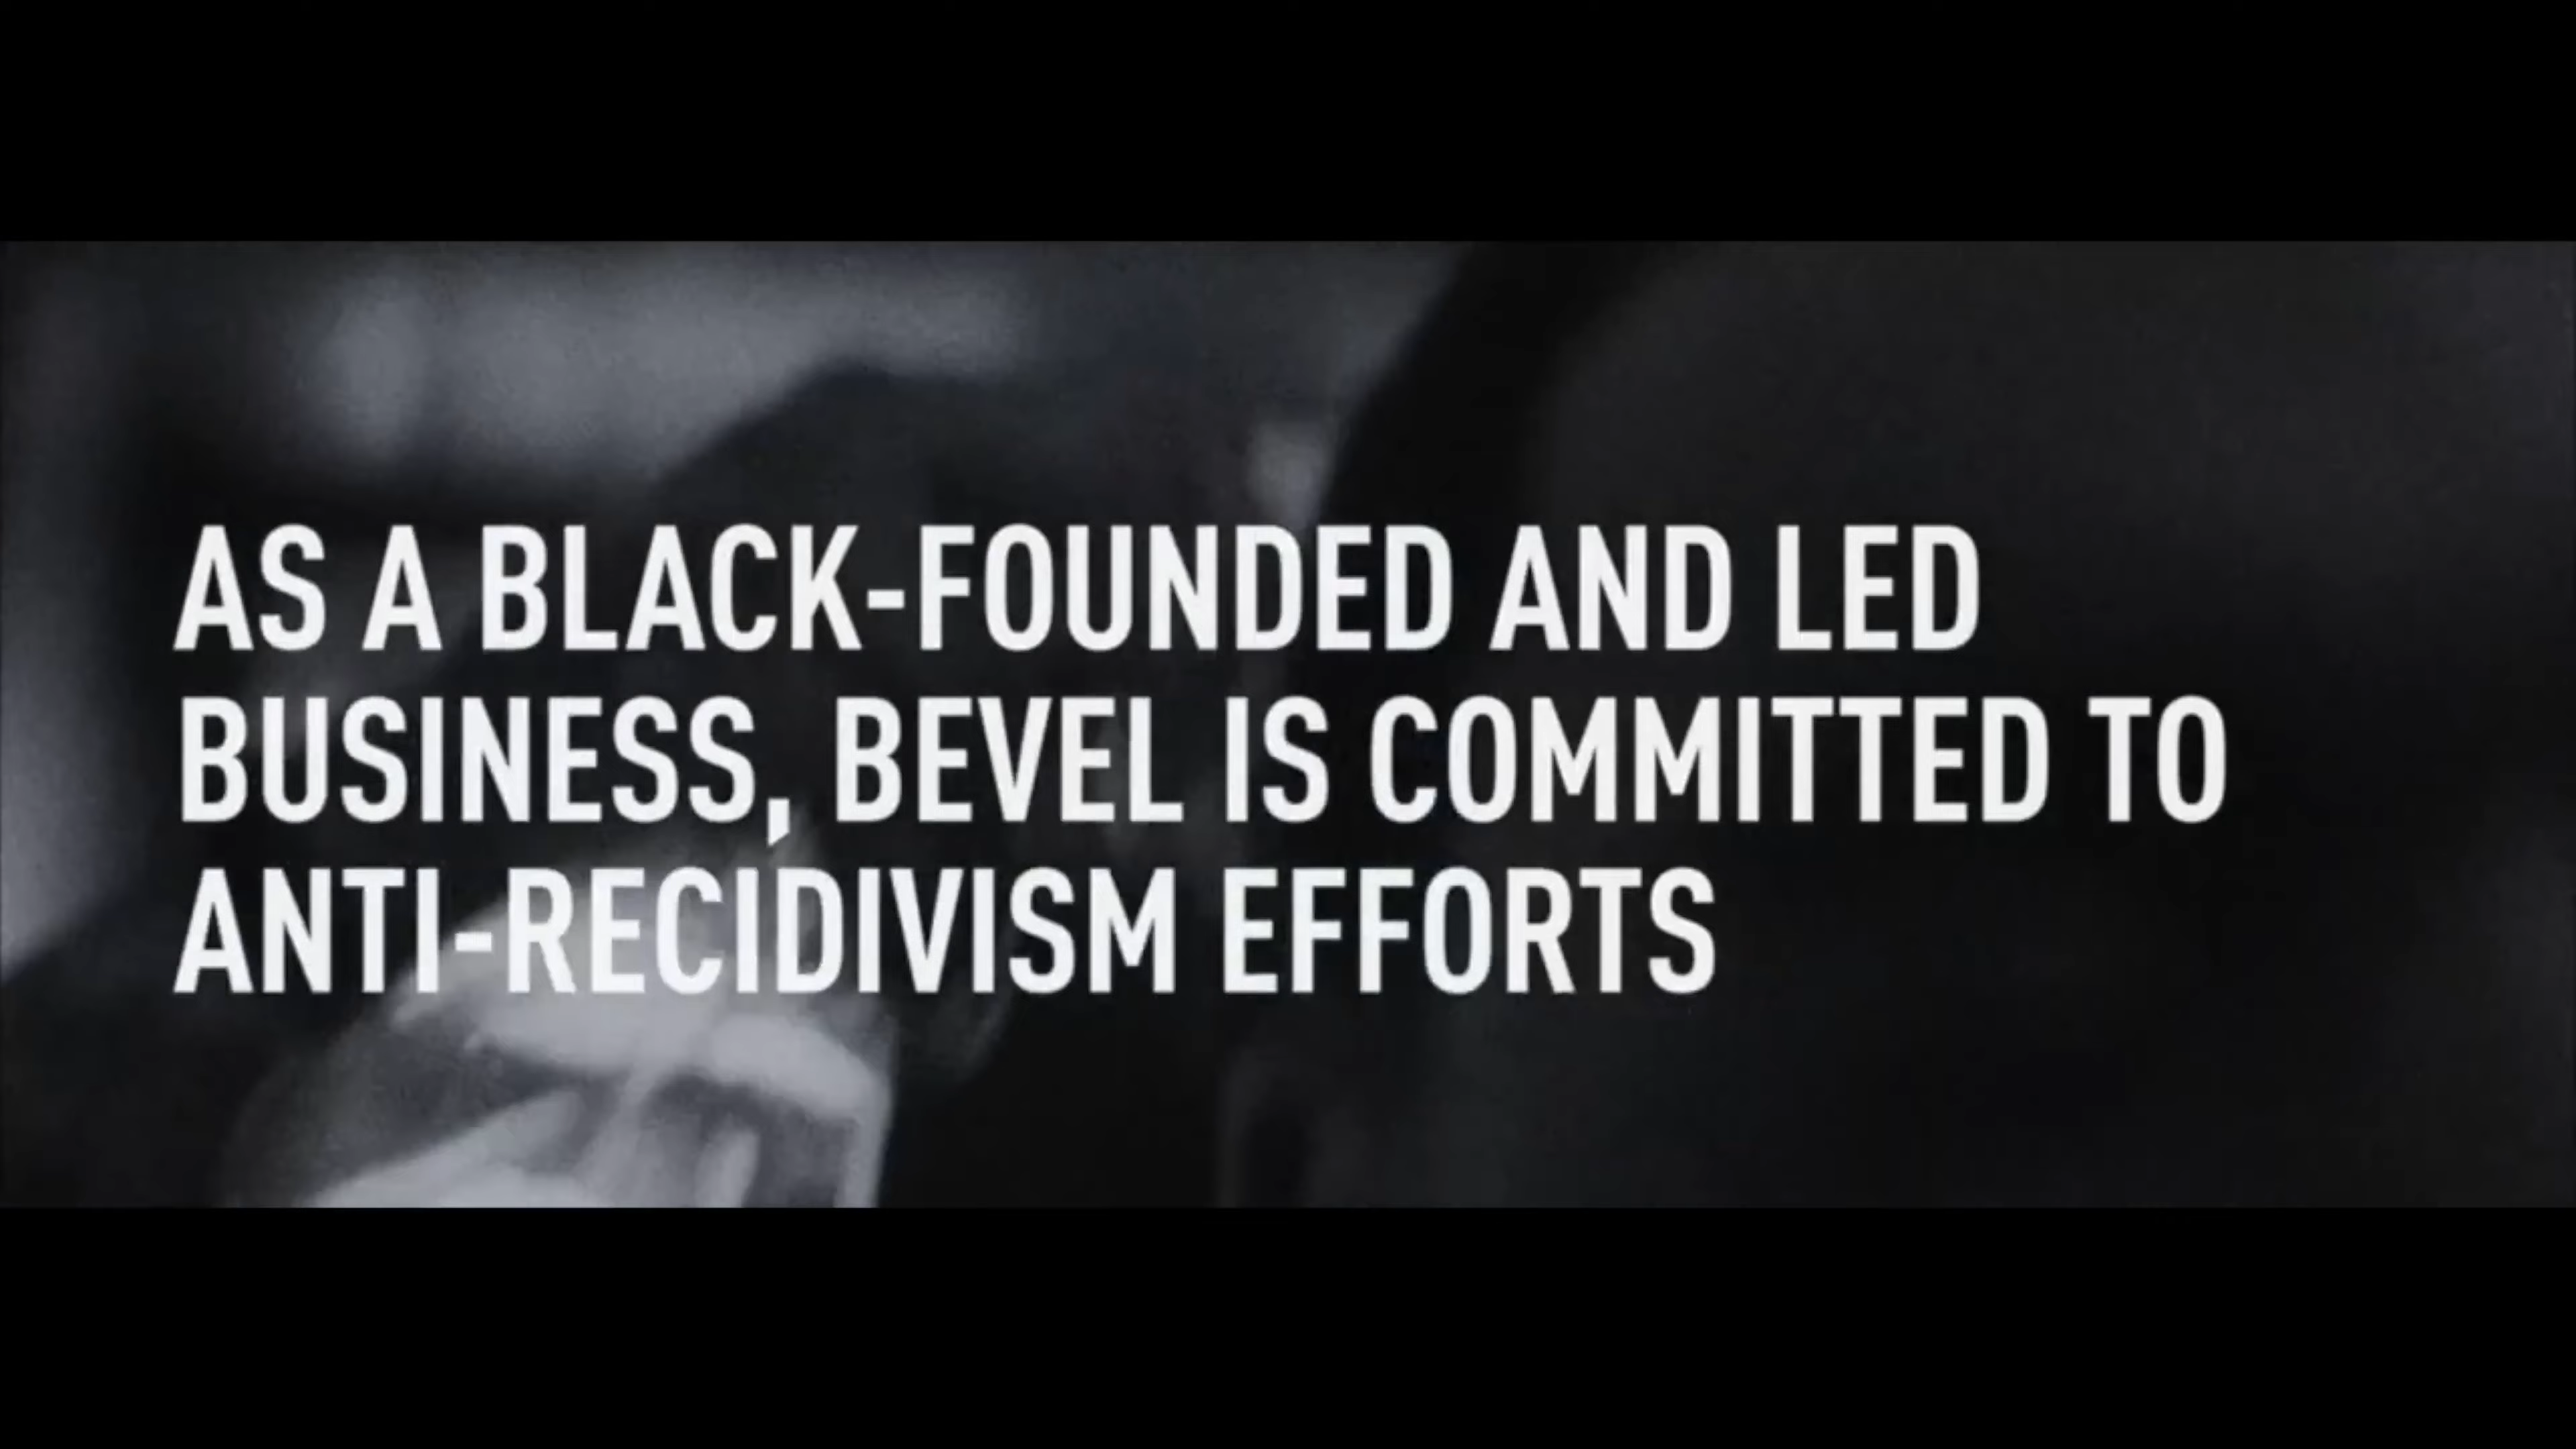 AS A BLACK-FOUNDED AND LED
BUSINESS, BEVEL IS COMMITTED TO
ANTI-RECIDIVISM EFFORTS